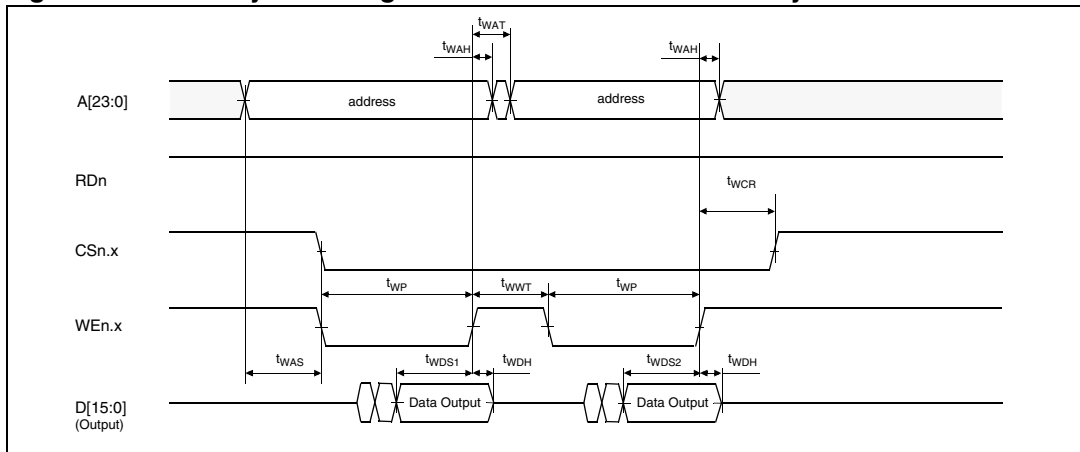 tWAT
tWAH
tWAH
A[23:0]
address
address
RDn
tWCR
CSn.x
tWP
tWWT
tWP
WEn.x
tWAS
tWDS1
tWDH
tWDS2
tWDH
D[15:0]
(Output)
Data Output
Data Output